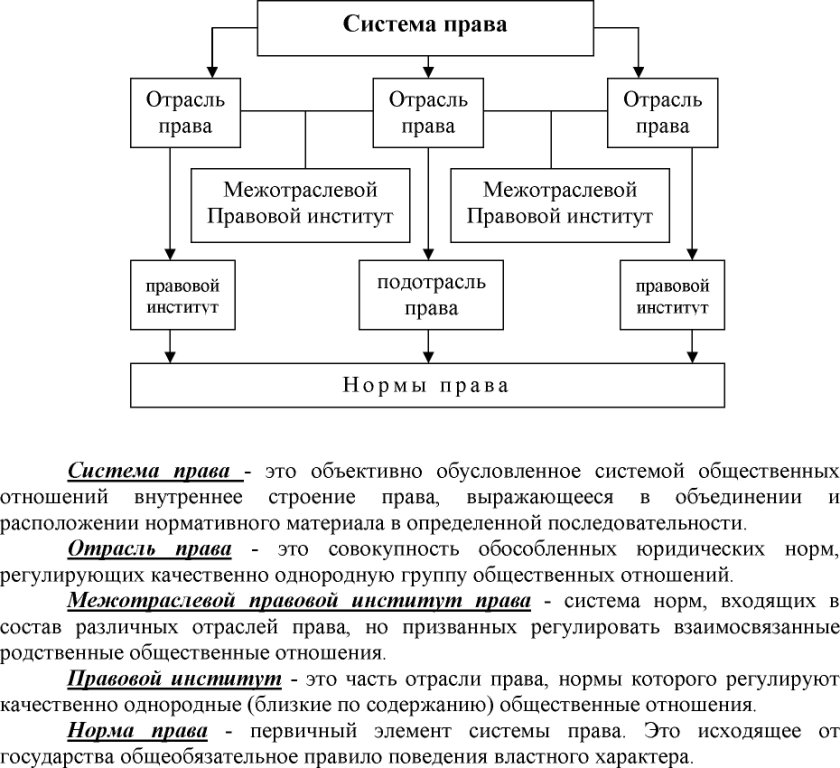 Система права
Отрасль права
Отрасль права
Отрасль права
Межотраслевой Правовой институт
Межотраслевой Правовой институт
правовой институт
подотрасль права
правовой институт
Нормы права
Система права - это объективно обусловленное системой общественных
отношений внутреннее строение права, выражающееся в объединении и
расположении нормативного материала в определенной последовательности.
Отрасль права - это совокупность обособленных юридических норм,
регулирующих качественно однородную группу общественных отношений.
Межотраслевой правовой институт права - система норм, входящих в
состав различных отраслей права, но призванных регулировать взаимосвязанные
родственные общественные отношения.
Правовой институт - это часть отрасли права, нормы которого регулируют
качественно однородные (близкие по содержанию) общественные отношения.
Норма права - первичный элемент системы права. Это исходящее от
государства общеобязательное правило поведения властного характера.